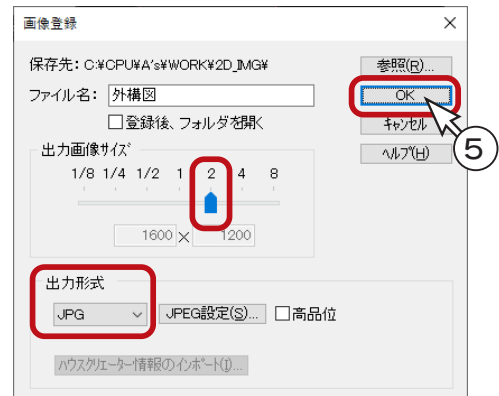 画像登録
保存先: C:¥CPU¥A's¥WORK¥2D_IMG¥ 参照(R)...
ファイル名: 外構図 OK
登録後、フォルダを開く キャンセル
出力画像サイズ ヘルプ(H) 5
1/8 1/4 1/2 1 2 4 8
1600 × 1200
出力形式
JPG JPEG設定(S)... 高品位
ハウスクリエーター情報のインポート(I)...